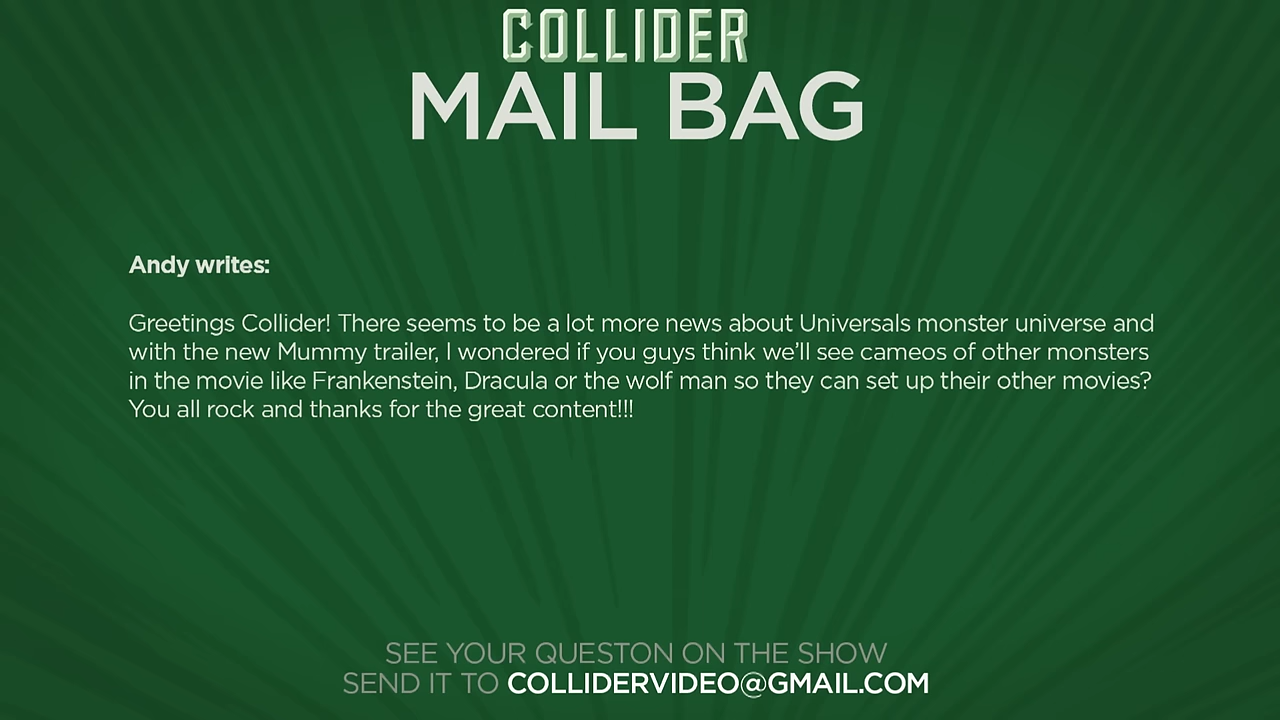 COLLIDER
MAIL BAG
Andy writes:
Greetings Collider! There seems to be a lot more news about Universals monster universe and
with the new Mummy trailer, I wondered if you guys think we’ll see cameos of other monsters
in the movie like Frankenstein, Dracula or the wolf man so they can set up their other movies?
You all rock and thanks for the great content!!!
SEE YOUR QUESTON ON THE SHOW
SEND IT TO COLLIDERVIDEO@GMAIL.COM